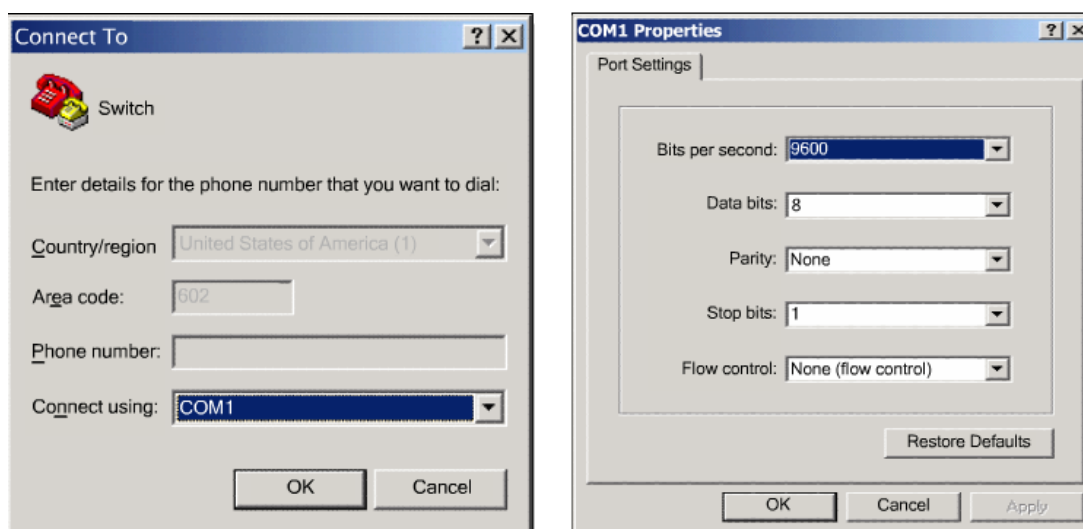 Connect To
Switch
Enter details for the phone number that you want to dial:
Country/region United States of America (1)
Area code: 602
Phone number:
Connect using: COM1
OK Cancel
COM1 Properties
Port Settings
Bits per second: 9600
Data bits: 8
Parity: None
Stop bits: 1
Flow control: None (flow control)
Restore Defaults
OK Cancel Apply